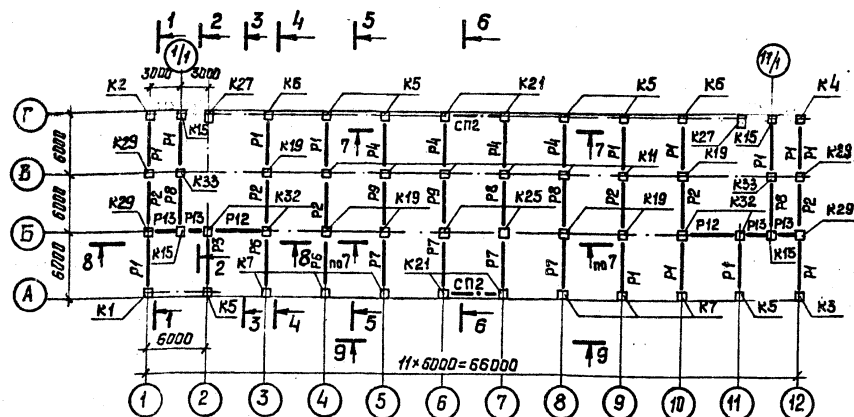 1 2 3 4 5 6
1/1 11/1
3000 3000
К2 К27 К6 К5 К21 К5 К6 К4
Г
К15 СП2 К27 К15
Р1 Р1 Р1 Р1 Р4 Р4 Р4 Р4 Р1 Р1 Р1 Р1
7 7
6000
К29 К19 К11 К19 К29
В
К33 К33
Р2 Р8 Р2 Р2 Р9 Р9 Р8 Р8 Р2 Р2 Р8 Р2
6000
К29 К32 К19 К25 К19 К32 К29
Р13 Р13 Р12 Р12 Р13 Р13
Б
К15 К15
8 2 8 по7 по7
Р1 Р3 Р6 Р6 Р7 Р7 Р7 Р7 Р1 Р1 Р1 Р1
6000
К7 К21
А
СП2
К1 К5 К7 К5 К3
1 3 4 5 6
6000
9 9
11×6000=66000
1 2 3 4 5 6 7 8 9 10 11 12